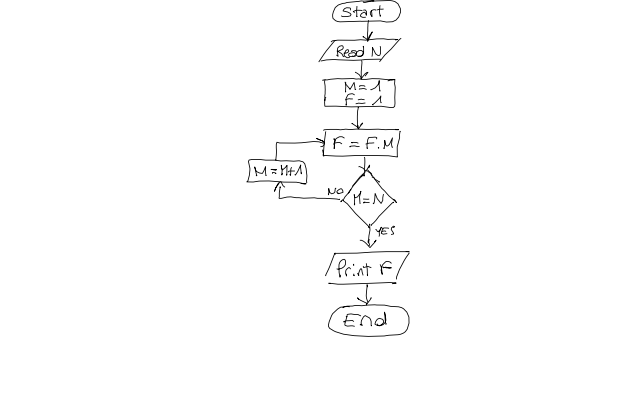 Start
Read N
M=1
F=1
F=F.M
M=M+1
NO
M=N
YES
Print F
End